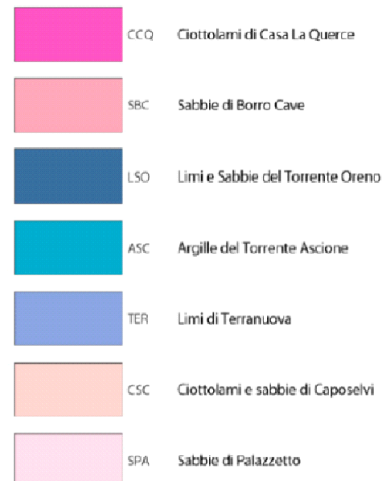 CCQ Ciottolami di Casa La Querce
SBC Sabbie di Borro Cave
LSO Limi e Sabbie del Torrente Oreno
ASC Argille del Torrente Ascione
TER Limi di Terranuova
CSC Ciottolami e sabbie di Caposelvi
SPA Sabbie di Palazzetto